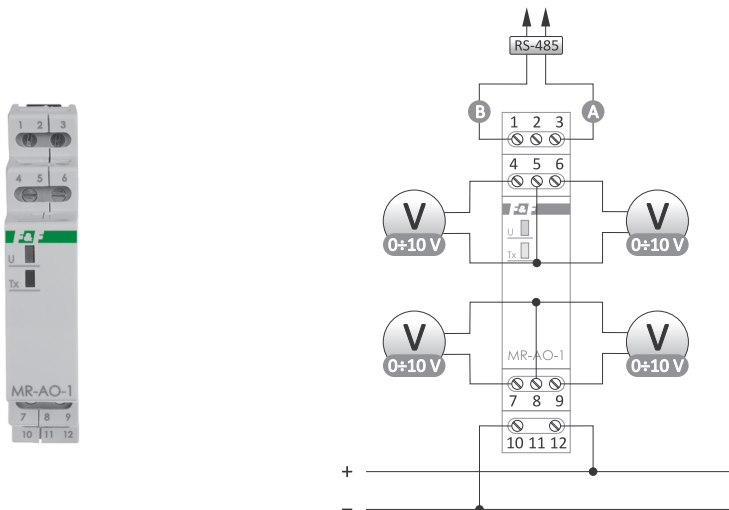 1 2 3
4 5 6
F&F
U
Tx
MR-AO-1
7 8 9
10 11 12
RS-485
B A
1 2 3
4 5 6
V V
0÷10 V 0÷10 V
F&F
U
Tx
V V
0÷10 V 0÷10 V
MR-AO-1
7 8 9
10 11 12
+
−